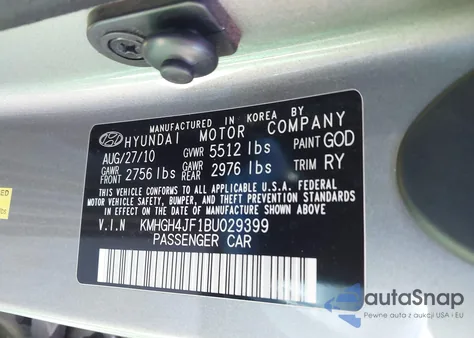 MANUFACTURED IN KOREA BY
HYUNDAI MOTOR COMPANY
AUG/27/10 GVWR 5512 lbs PAINT GOD
GAWR FRONT 2756 lbs GAWR REAR 2976 lbs TRIM RY
THIS VEHICLE CONFORMS TO ALL APPLICABLE U.S.A. FEDERAL
MOTOR VEHICLE SAFETY, BUMPER, AND THEFT PREVENTION STANDARDS
IN EFFECT ON THE DATE OF MANUFACTURE SHOWN ABOVE.
V.I.N KMHGH4JF1BU029399
PASSENGER CAR
lbs
autaSnap
Pewne auta z aukcji USA i EU